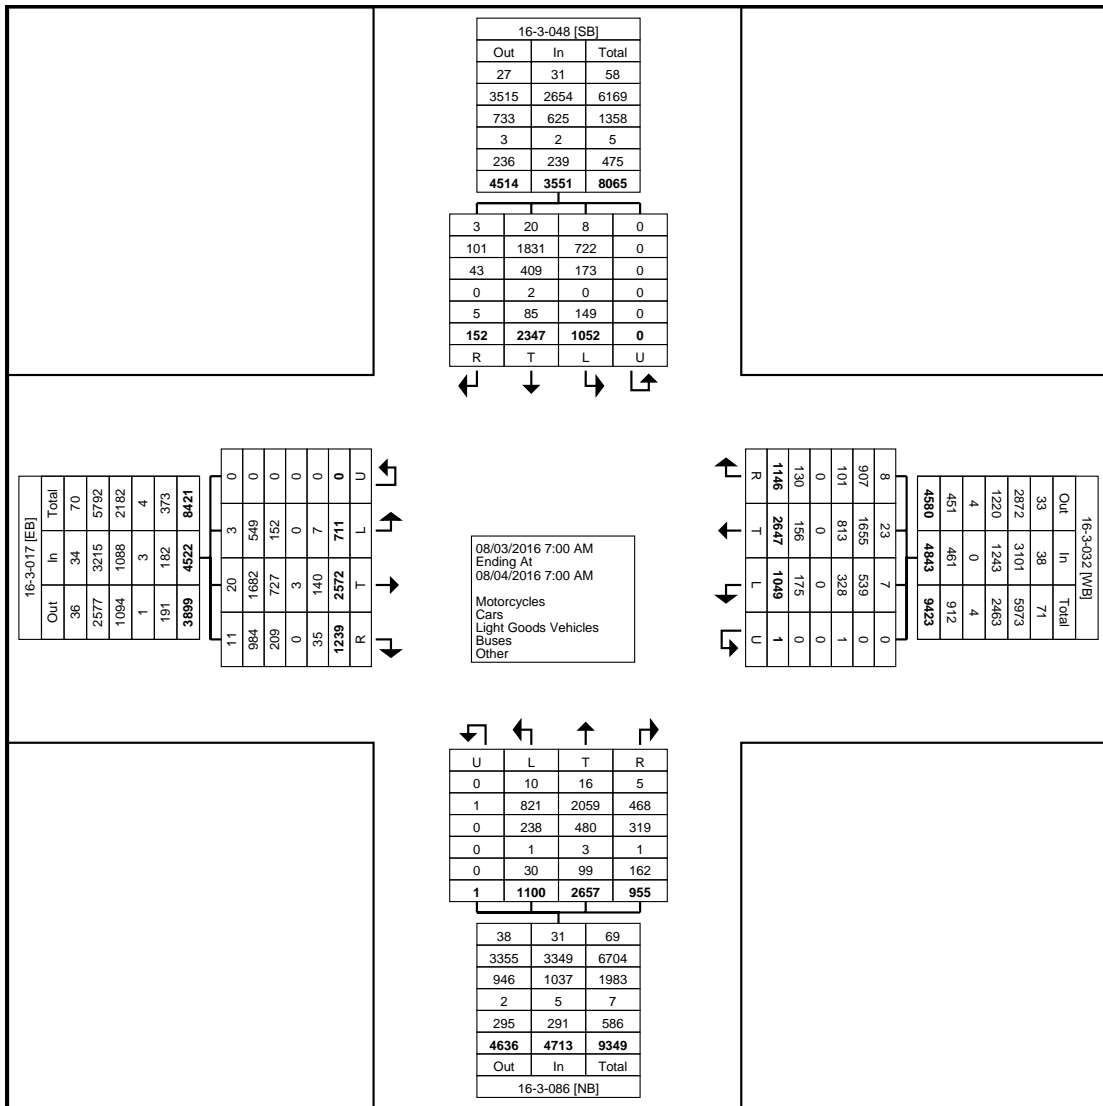 16-3-048 [SB]
Out In Total
27 31 58
3515 2654 6169
733 625 1358
3 2 5
236 239 475
4514 3551 8065
3 20 8 0
101 1831 722 0
43 409 173 0
0 2 0 0
5 85 149 0
152 2347 1052 0
R T L U
16-3-017 [EB]
Out In Total
36 34 70
2577 3215 5792
1094 1088 2182
1 3 4
191 182 373
3899 4522 8421
11 20 3 0
984 1682 549 0
209 727 152 0
0 3 0 0
35 140 7 0
1239 2572 711 0
R T L U
08/03/2016 7:00 AM
Ending At
08/04/2016 7:00 AM
Motorcycles
Cars
Light Goods Vehicles
Buses
Other
16-3-032 [WB]
Out In Total
33 38 71
2872 3101 5973
1220 1243 2463
4 0 4
451 461 912
4580 4843 9423
8 23 7 0
907 1655 539 0
101 813 328 1
0 0 0 0
130 156 175 0
1146 2647 1049 1
R T L U
U L T R
0 10 16 5
1 821 2059 468
0 238 480 319
0 1 3 1
0 30 99 162
1 1100 2657 955
38 31 69
3355 3349 6704
946 1037 1983
2 5 7
295 291 586
4636 4713 9349
Out In Total
16-3-086 [NB]